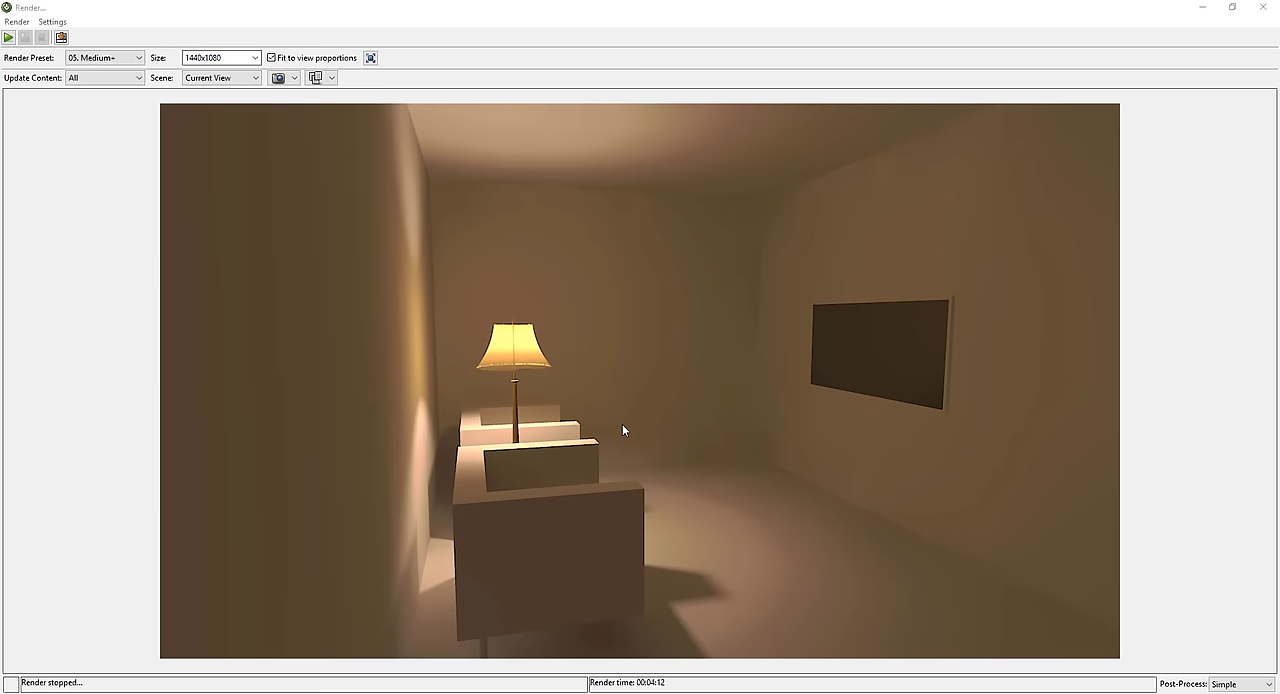 Render...
Render Settings
Render Preset: 05. Medium+ Size: 1440x1080 Fit to view proportions
Update Content: All Scene: Current View
Render stopped... Render time: 00:04:12 Post-Process: Simple